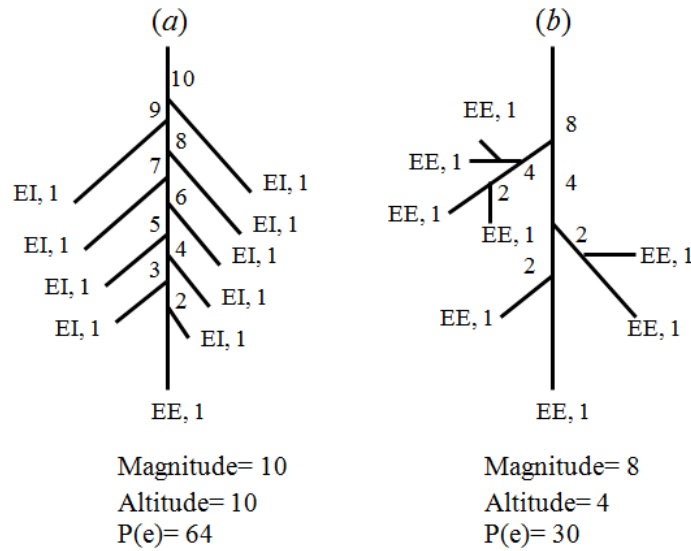 (a)
10
9
8
7
EI, 1
EI, 1
6
EI, 1
5
EI, 1
EI, 1
4
EI, 1
3
EI, 1
2
EI, 1
EI, 1
EE, 1
Magnitude= 10
Altitude= 10
P(e)= 64
(b)
EE, 1
8
EE, 1
4
4
2
EE, 1
EE, 1
2
EE, 1
2
EE, 1
EE, 1
EE, 1
Magnitude= 8
Altitude= 4
P(e)= 30